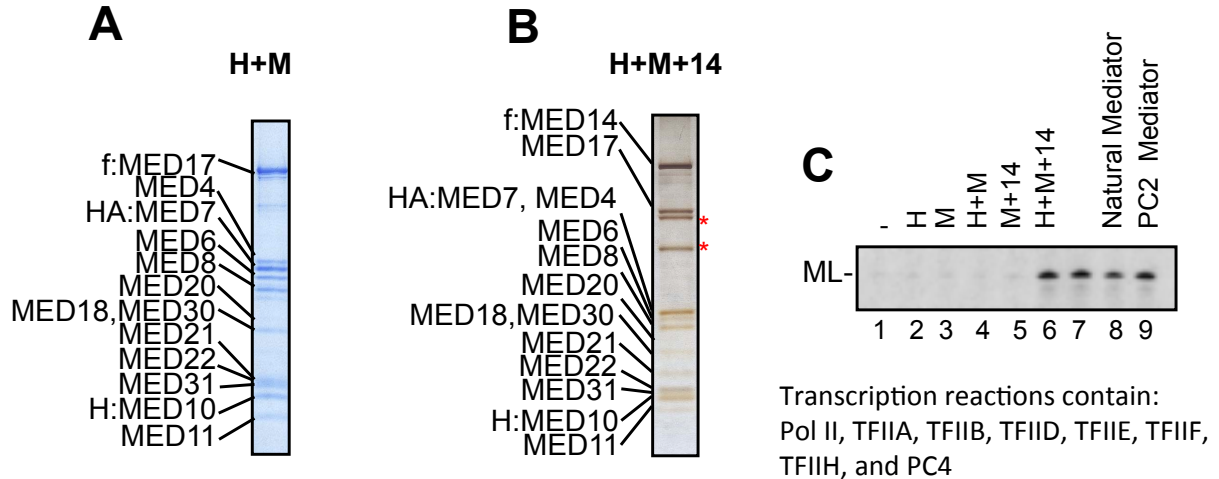 A
H+M
f:MED17
MED4
HA:MED7
MED6
MED8
MED20
MED18,MED30
MED21
MED22
MED31
H:MED10
MED11
B
H+M+14
f:MED14
MED17
HA:MED7, MED4
MED6
MED8
MED20
MED18,MED30
MED21
MED22
MED31
H:MED10
MED11
*
*
C
-
H
M
H+M
M+14
H+M+14
Natural Mediator
PC2 Mediator
ML-
1 2 3 4 5 6 7 8 9
Transcription reactions contain:
Pol II, TFIIA, TFIIB, TFIID, TFIIE, TFIIF,
TFIIH, and PC4